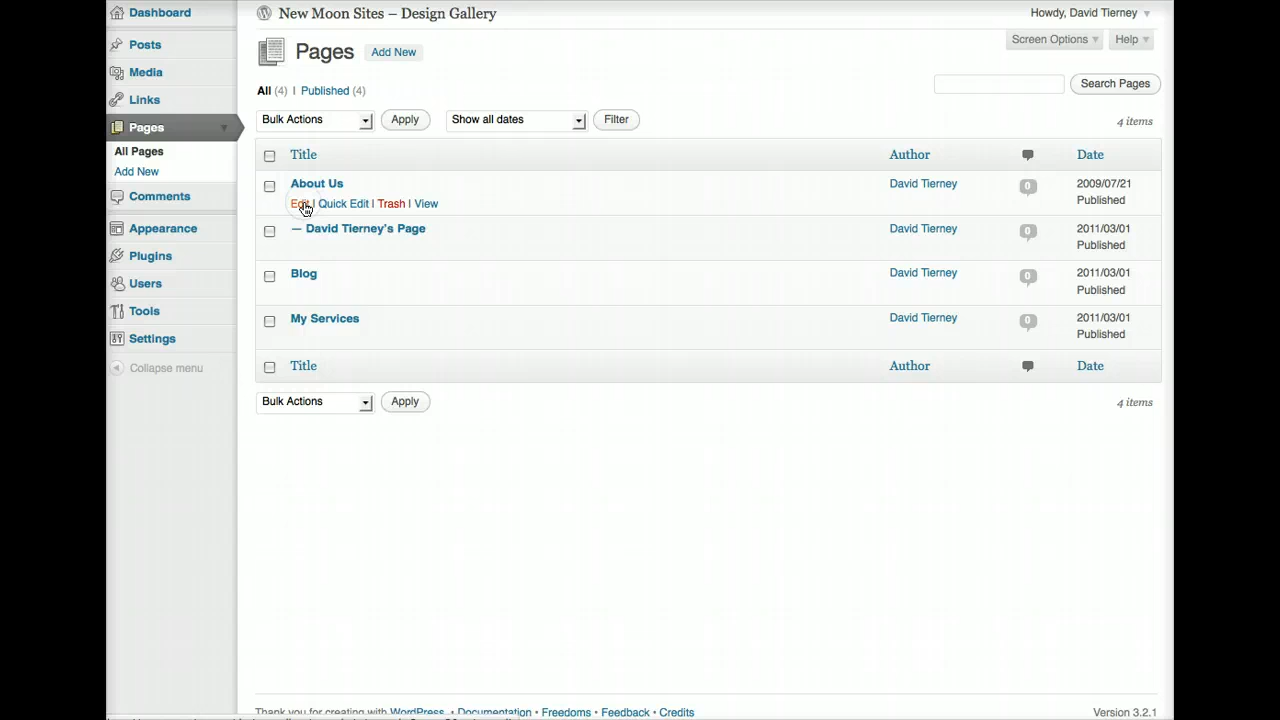 Dashboard
New Moon Sites – Design Gallery
Howdy, David Tierney
Screen Options
Help
Posts
Pages
Add New
Media
All (4) | Published (4)
Search Pages
Links
Bulk Actions
Apply
Show all dates
Filter
4 items
Pages
All Pages
Add New
Comments
Appearance
Plugins
Users
Tools
Settings
Collapse menu
Title
Author
Date
About Us
David Tierney
0
2009/07/21
Published
Edit | Quick Edit | Trash | View
— David Tierney's Page
David Tierney
0
2011/03/01
Published
Blog
David Tierney
0
2011/03/01
Published
My Services
David Tierney
0
2011/03/01
Published
Title
Author
Date
Bulk Actions
Apply
4 items
Thank you for creating with WordPress. • Documentation • Freedoms • Feedback • Credits
Version 3.2.1